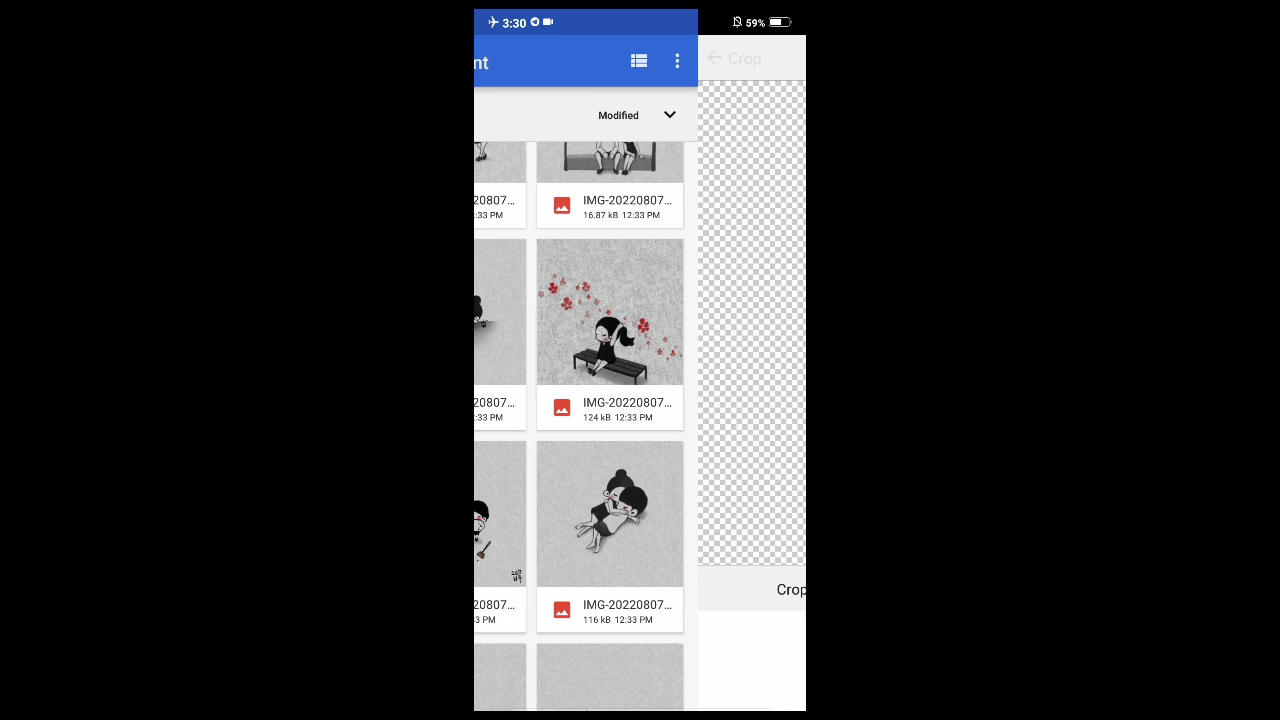 3:30
59%
nt
Crop
Modified
20807...
:33 PM
IMG-20220807...
16.87 kB 12:33 PM
20807...
:33 PM
IMG-20220807...
124 kB 12:33 PM
20807...
33 PM
IMG-20220807...
116 kB 12:33 PM
Crop